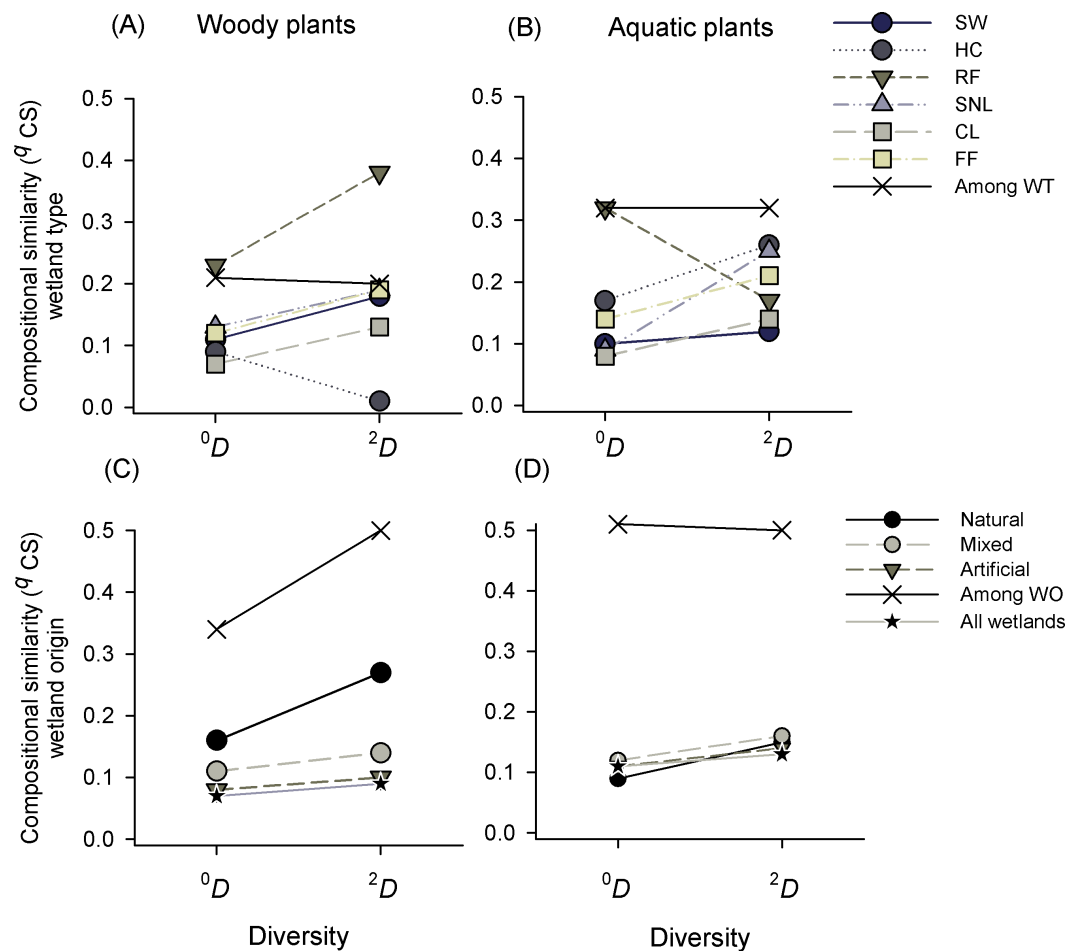 (A) Woody plants
(B) Aquatic plants
SW
HC
RF
SNL
CL
FF
Among WT
Compositional similarity (q CS)
wetland type
0.5
0.4
0.3
0.2
0.1
0.0
0D
2D
0.5
0.4
0.3
0.2
0.1
0.0
0D
2D
(C)
(D)
Natural
Mixed
Artificial
Among WO
All wetlands
Compositional similarity (q CS)
wetland origin
0.5
0.4
0.3
0.2
0.1
0.0
0D
2D
Diversity
0.5
0.4
0.3
0.2
0.1
0.0
0D
2D
Diversity